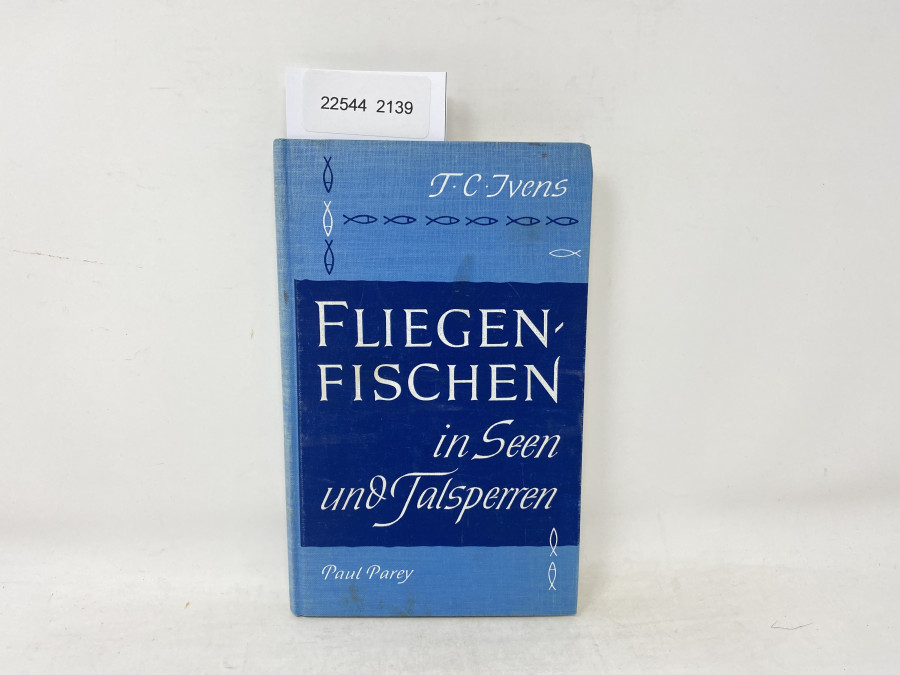 22544 2139
T·C·Ivens
FLIEGEN-
FISCHEN
in Seen
und Talsperren
Paul Parey